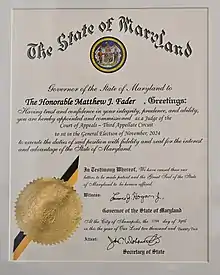 The State of Maryland
Governor of the State of Maryland to
The Honorable Matthew J. Fader , Greetings:
Having trust and confidence in your integrity, prudence, and ability,
you are hereby appointed and commissioned as a Judge of the
Court of Appeals - Third Appellate Circuit
to sit in the General Election of November, 2024
to execute the duties of said position with fidelity and zeal for the interest
and advantage of the State of Maryland.
In Testimony Whereof, We have caused these our
letters to be made patent and the Great Seal of the State
of Maryland to be hereto affixed.
Witness:
Governor of the State of Maryland
At the City of Annapolis, the day of April
in the year of Our Lord two thousand and Twenty
Attest:
Secretary of State